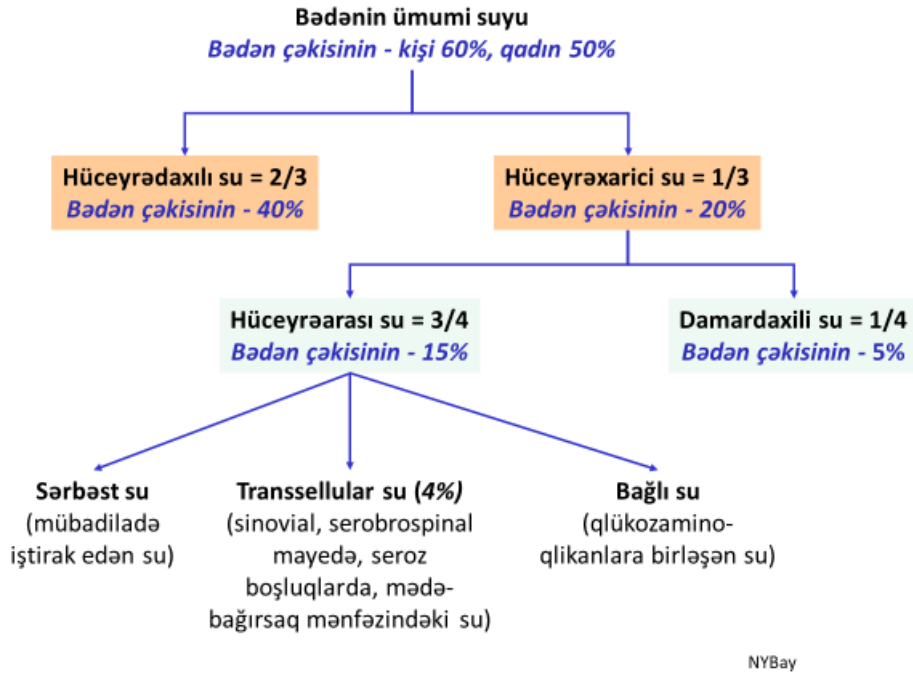 Bədənin ümumi suyu
Bədən çəkisinin - kişi 60%, qadın 50%
Hüceyrədaxılı su = 2/3
Bədən çəkisinin - 40%
Hüceyrəxarici su = 1/3
Bədən çəkisinin - 20%
Hüceyrəarası su = 3/4
Bədən çəkisinin - 15%
Damardaxili su = 1/4
Bədən çəkisinin - 5%
Sərbəst su
(mübadiladə
iştirak edən su)
Transsellular su (4%)
(sinovial, serobrospinal
mayedə, seroz
boşluqlarda, mədə-
bağırsaq mənfəzindəki su)
Bağlı su
(qlükozamino-
qlikanlara birləşən su)
NYBay